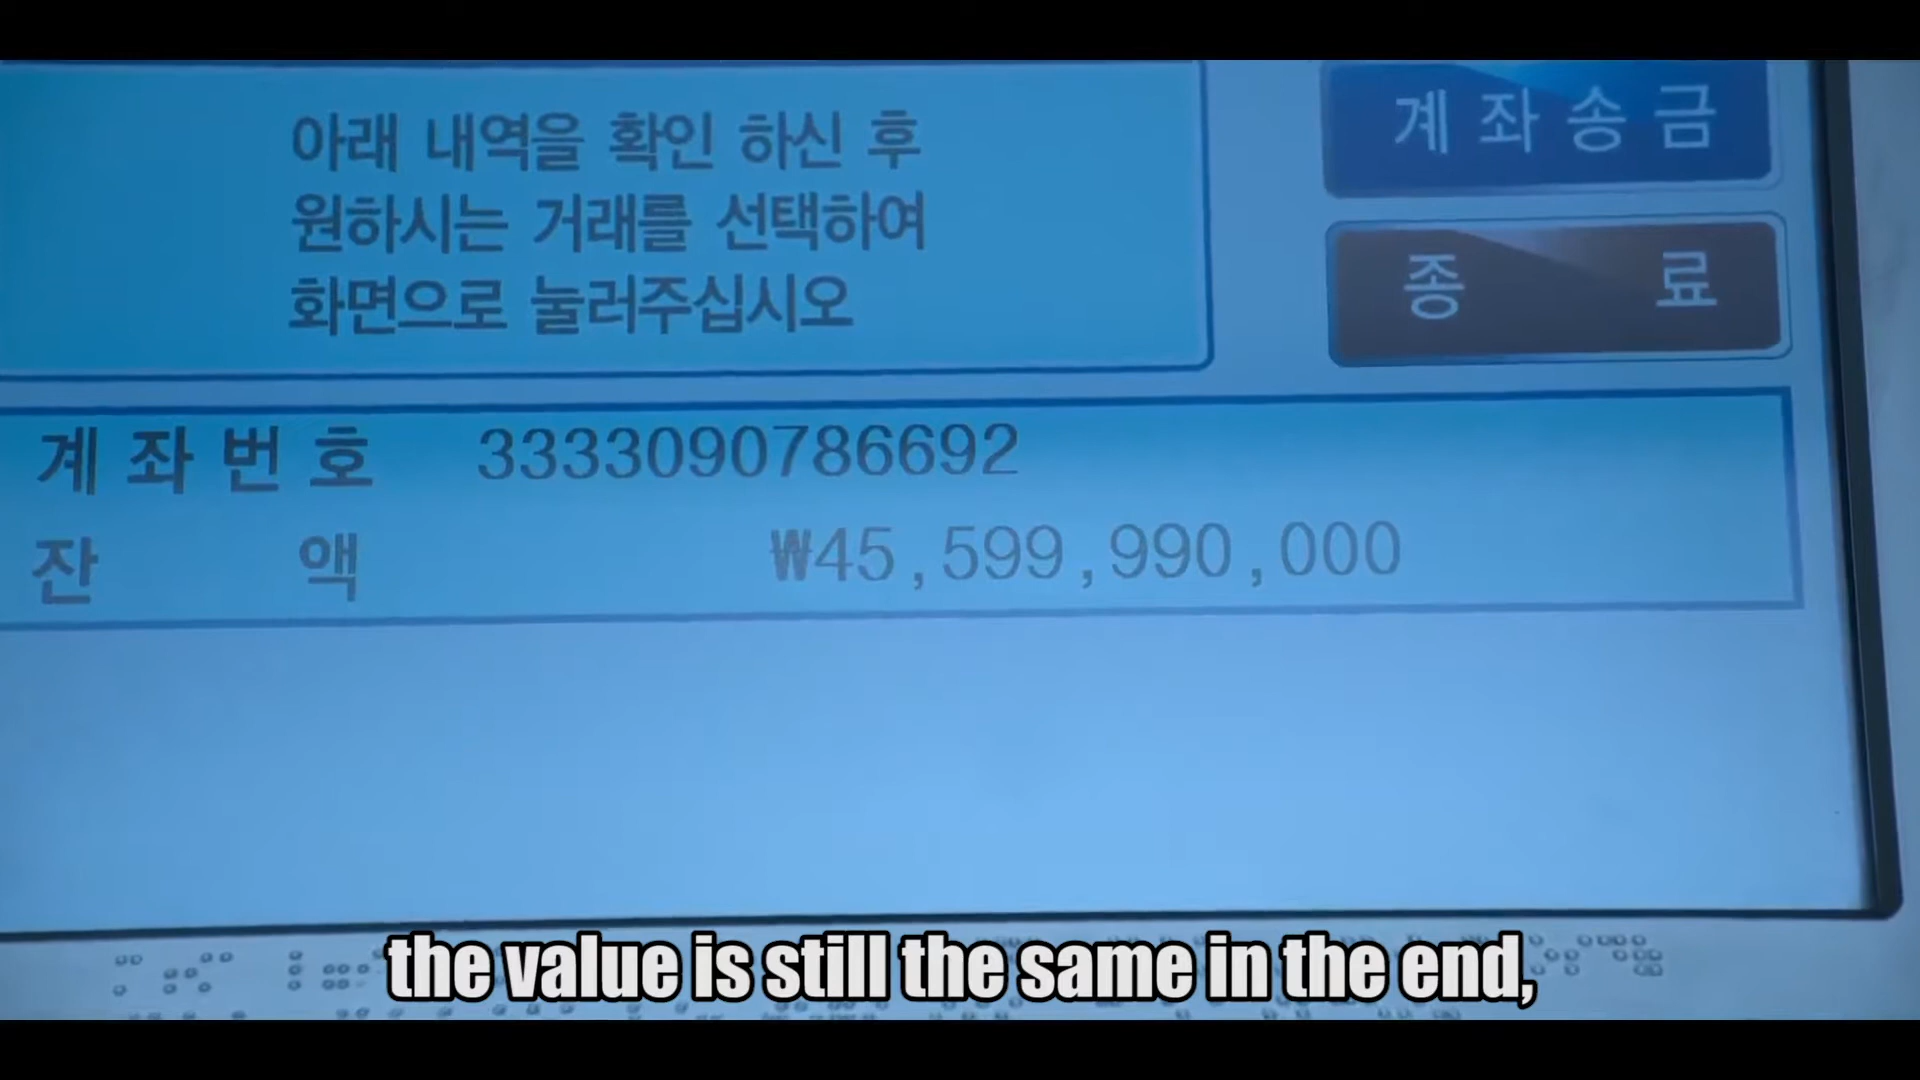 아래 내역을 확인 하신 후
원하시는 거래를 선택하여
화면으로 눌러주십시오
계좌송금
종료
계좌번호 3333090786692
잔액 ₩45,599,990,000
the value is still the same in the end,